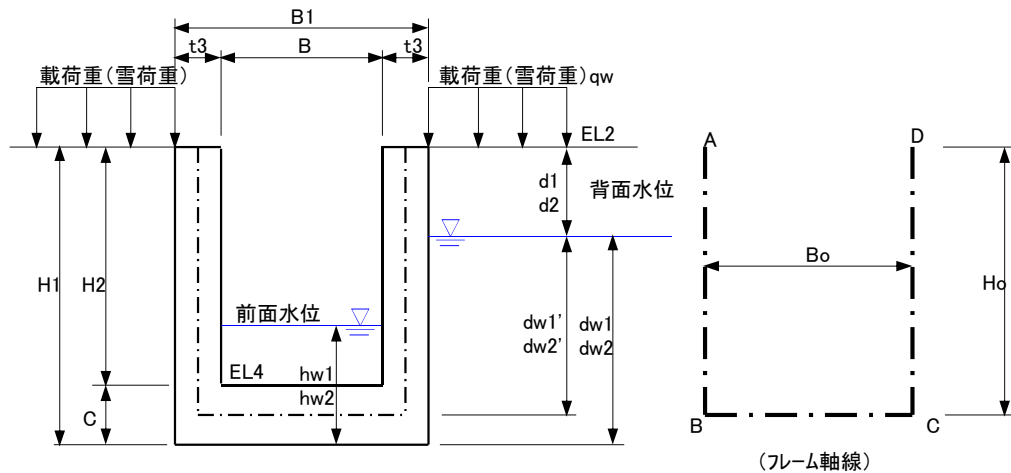 B1
t3 B t3
載荷重(雪荷重) 載荷重(雪荷重)qw
EL2
A D
d1
d2
背面水位
H1 H2 Bo Ho
前面水位
dw1' dw1
dw2' dw2
EL4 hw1
hw2
C
B C
(フレーム軸線)